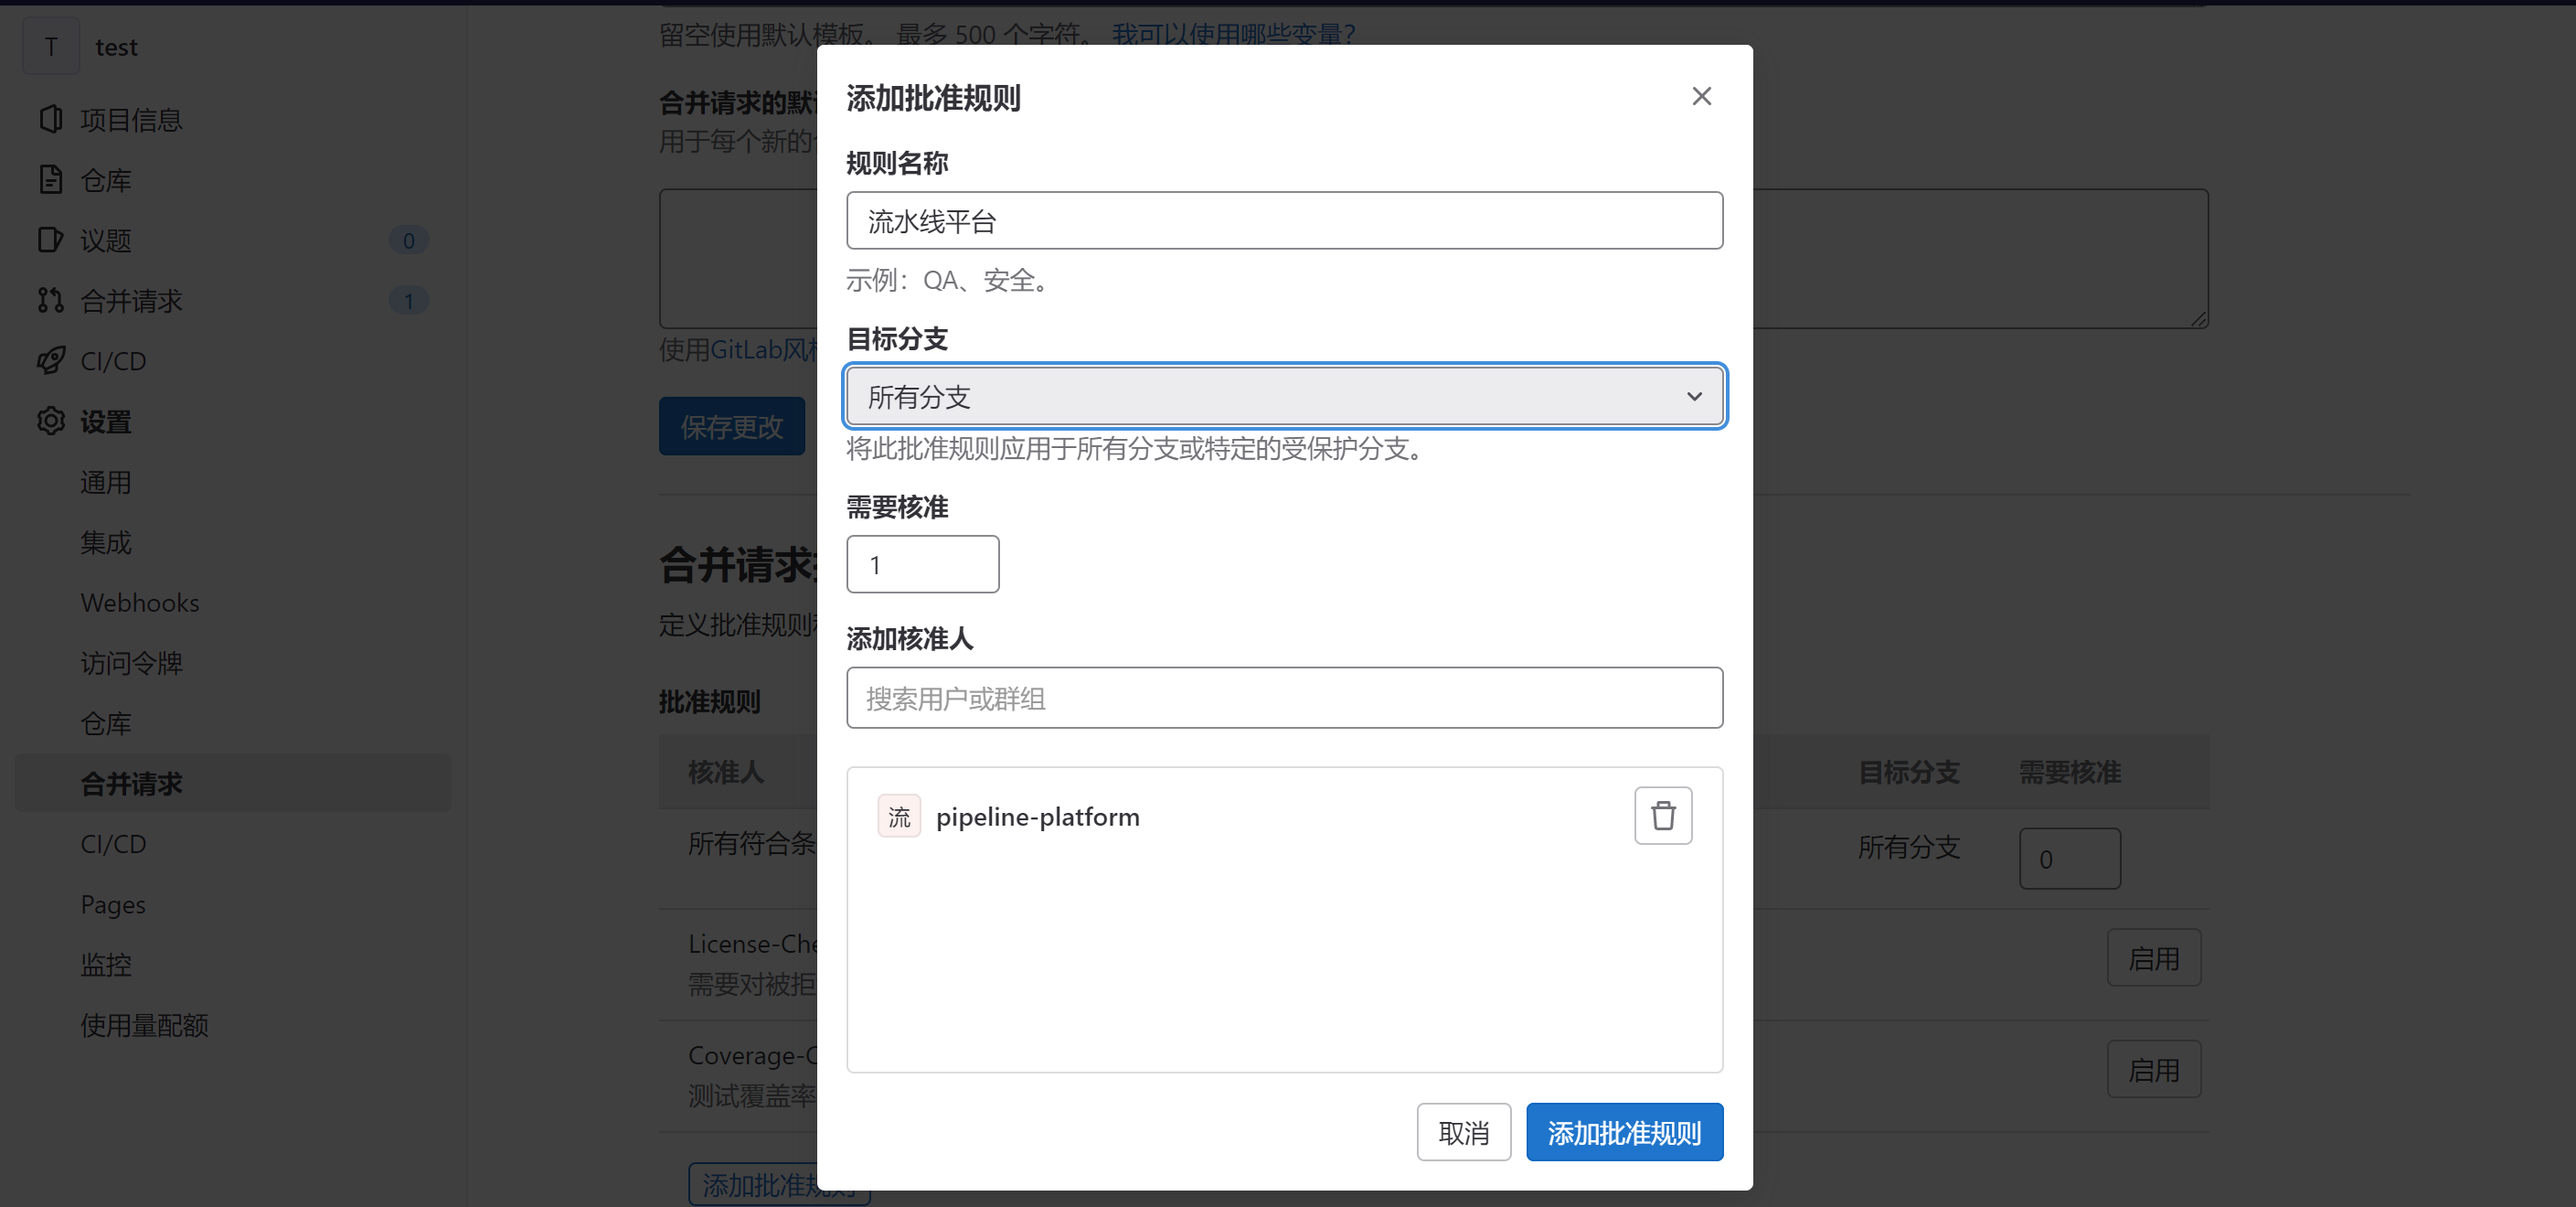 T test
项目信息
仓库
议题 0
合并请求 1
CI/CD
设置
通用
集成
Webhooks
访问令牌
仓库
合并请求
CI/CD
Pages
监控
使用量配额
留空使用默认模板。 最多 500 个字符。 我可以使用哪些变量?
合并请求的默
用于每个新的
使用GitLab风
保存更改
合并请求
定义批准规则
批准规则
核准人 目标分支 需要核准
所有符合条 所有分支 0
License-Che
需要对被拒
启用
Coverage-C
测试覆盖率
启用
添加批准规则
添加批准规则
规则名称
流水线平台
示例：QA、安全。
目标分支
所有分支
将此批准规则应用于所有分支或特定的受保护分支。
需要核准
1
添加核准人
搜索用户或群组
流 pipeline-platform
取消 添加批准规则